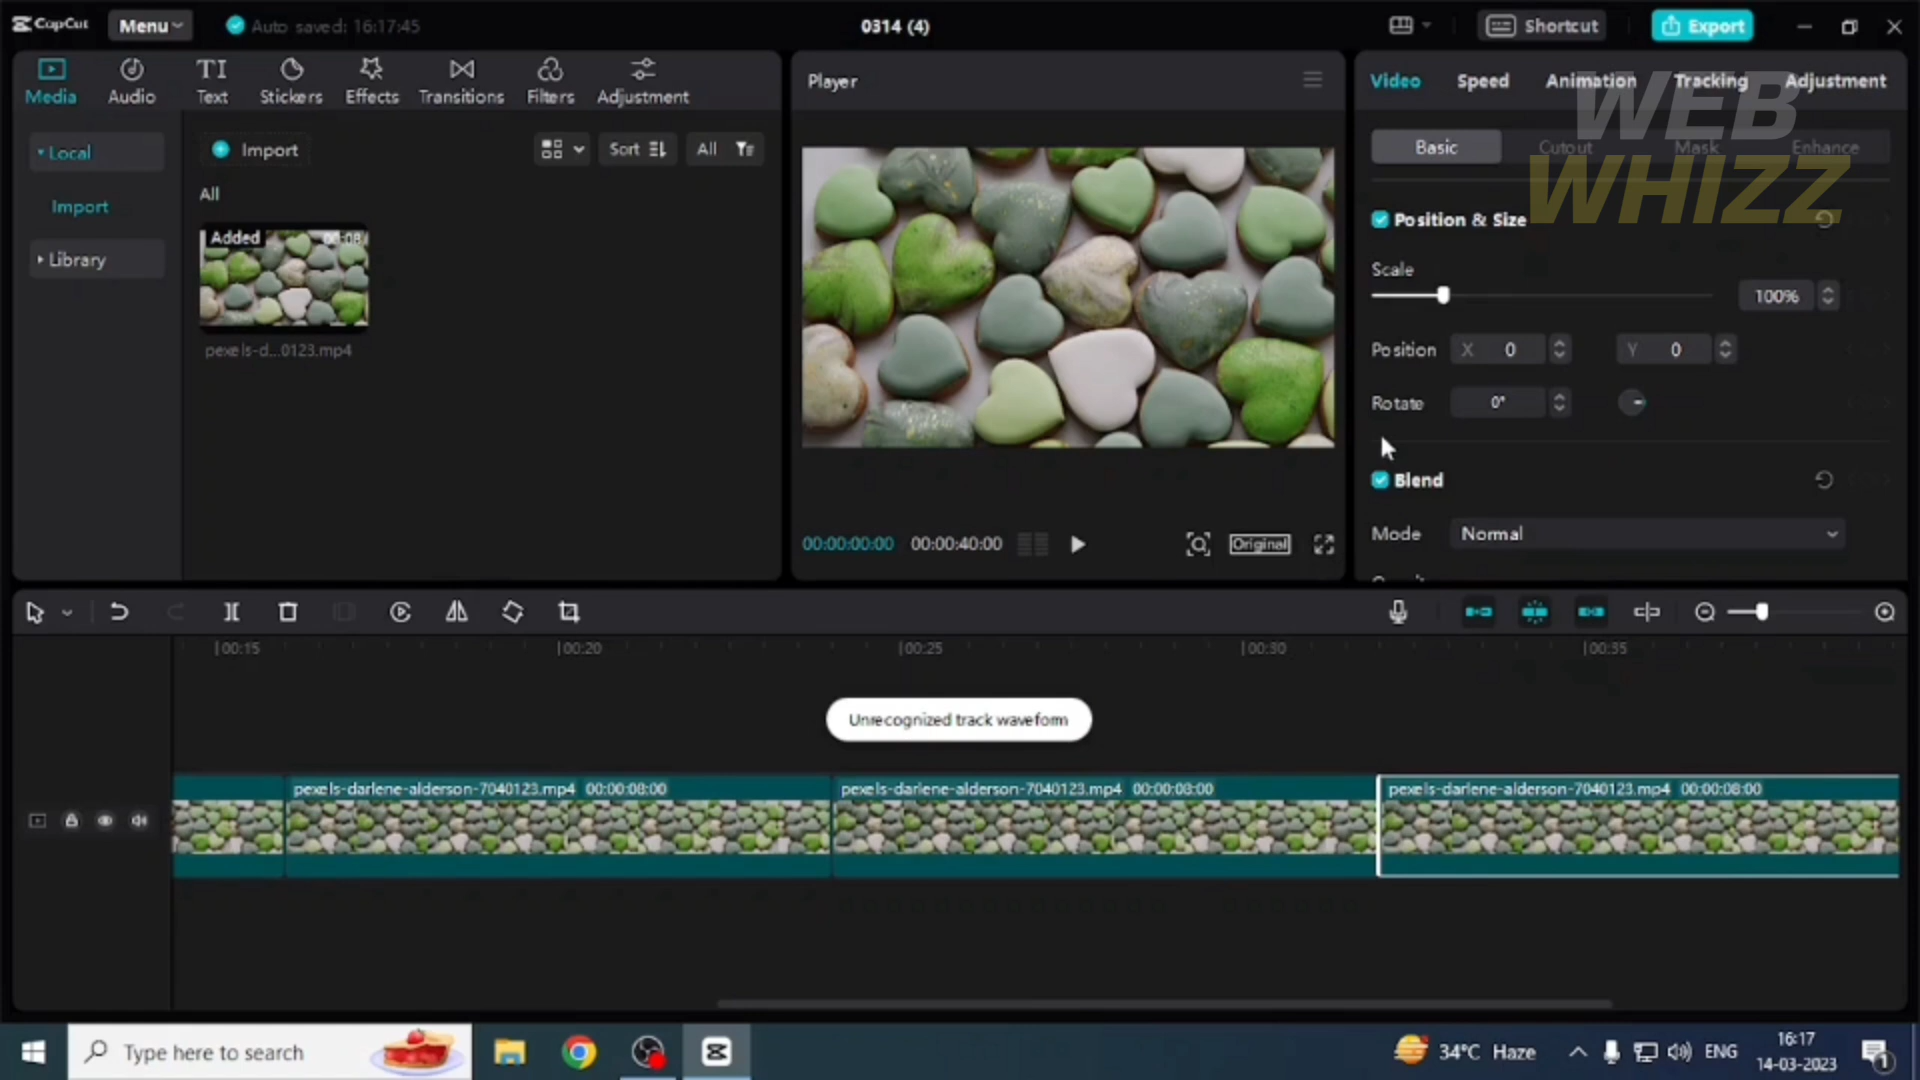 CapCut
Menu
Auto saved: 16:17:45
0314 (4)
Shortcut
Export
Media
Audio
TI
Text
Stickers
Effects
Transitions
Filters
Adjustment
Local
Import
Library
Import
Sort
All
All
Added
00:08
pexels-d...0123.mp4
Player
00:00:00:00
00:00:40:00
Original
Video
Speed
Animation
Tracking
Adjustment
WEB
WHIZZ
Basic
Cutout
Mask
Enhance
Position & Size
Scale
100%
Position X 0 Y 0
Rotate 0°
Blend
Mode Normal
00:15
00:20
00:25
00:30
00:35
Unrecognized track waveform
pexels-darlene-alderson-7040123.mp4 00:00:08:00
pexels-darlene-alderson-7040123.mp4 00:00:08:00
pexels-darlene-alderson-7040123.mp4 00:00:08:00
Type here to search
34°C Haze
ENG
16:17
14-03-2023
1